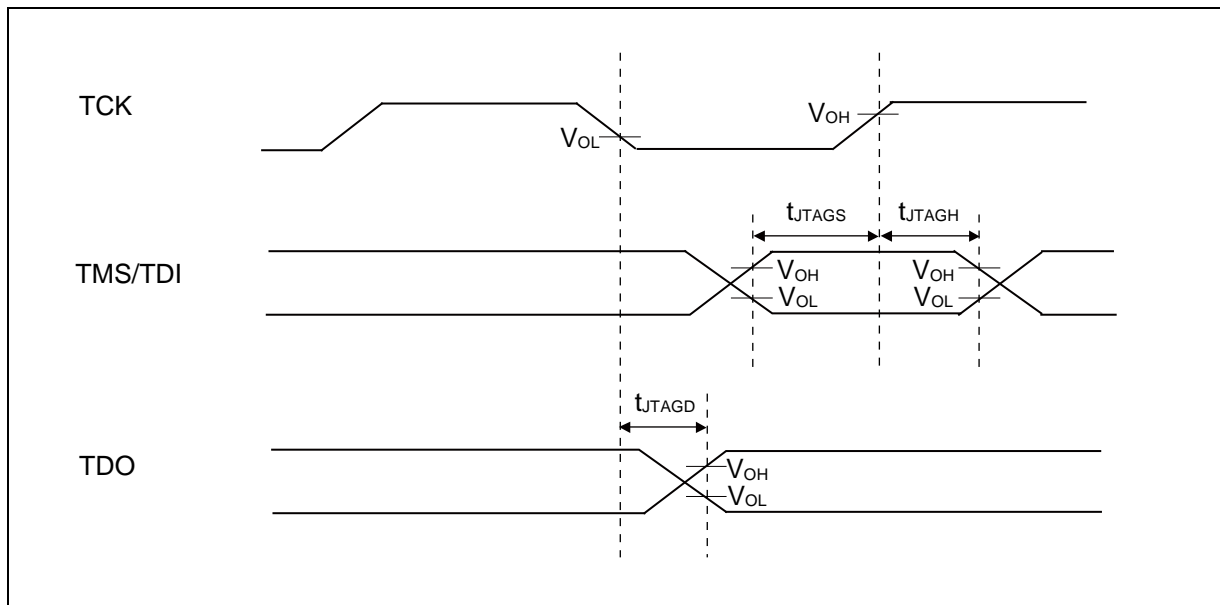 TCK
VOL
VOH
tJTAGS
tJTAGH
TMS/TDI
VOH
VOL
VOH
VOL
tJTAGD
TDO
VOH
VOL